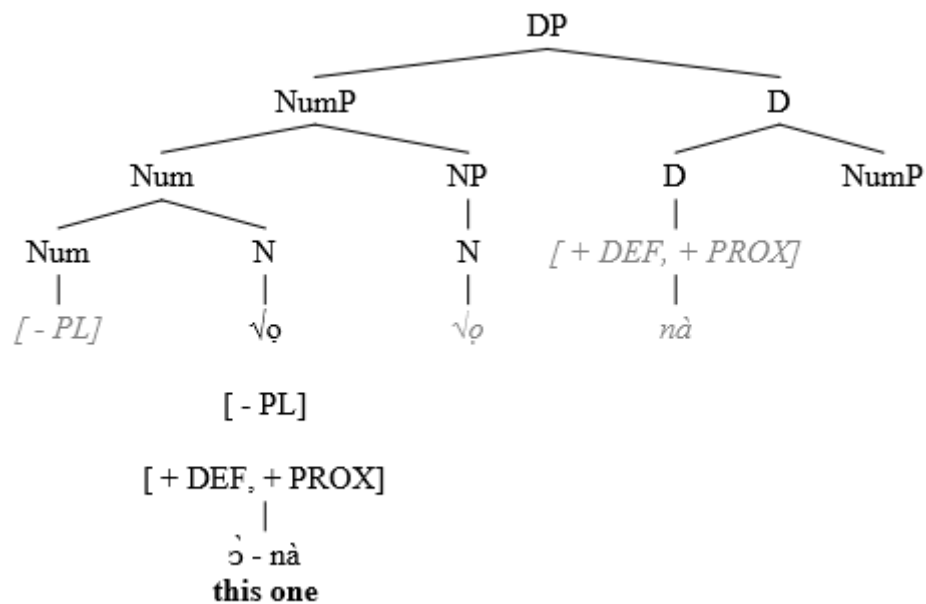 DP
NumP D
Num NP D NumP
Num N N [ + DEF, + PROX]
[ - PL] √ọ √ọ nà
[ - PL]
[ + DEF, + PROX]
ɔ̀ - nà
this one